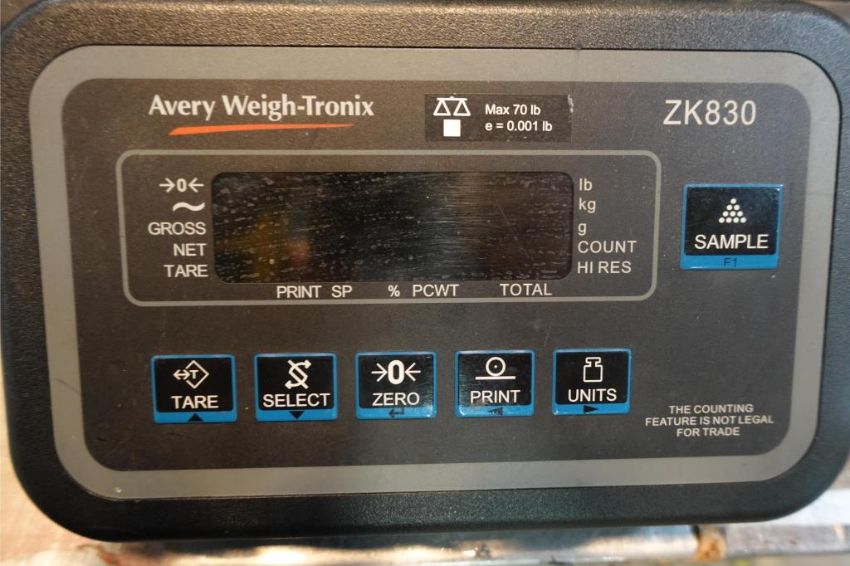 Avery Weigh-Tronix
Max 70 lb
e = 0.001 lb
ZK830
→0←
GROSS
NET
TARE
lb
kg
g
COUNT
HI RES
PRINT SP % PCWT TOTAL
SAMPLE
F1
T
TARE
SELECT
→0←
ZERO
PRINT
UNITS
THE COUNTING
FEATURE IS NOT LEGAL
FOR TRADE